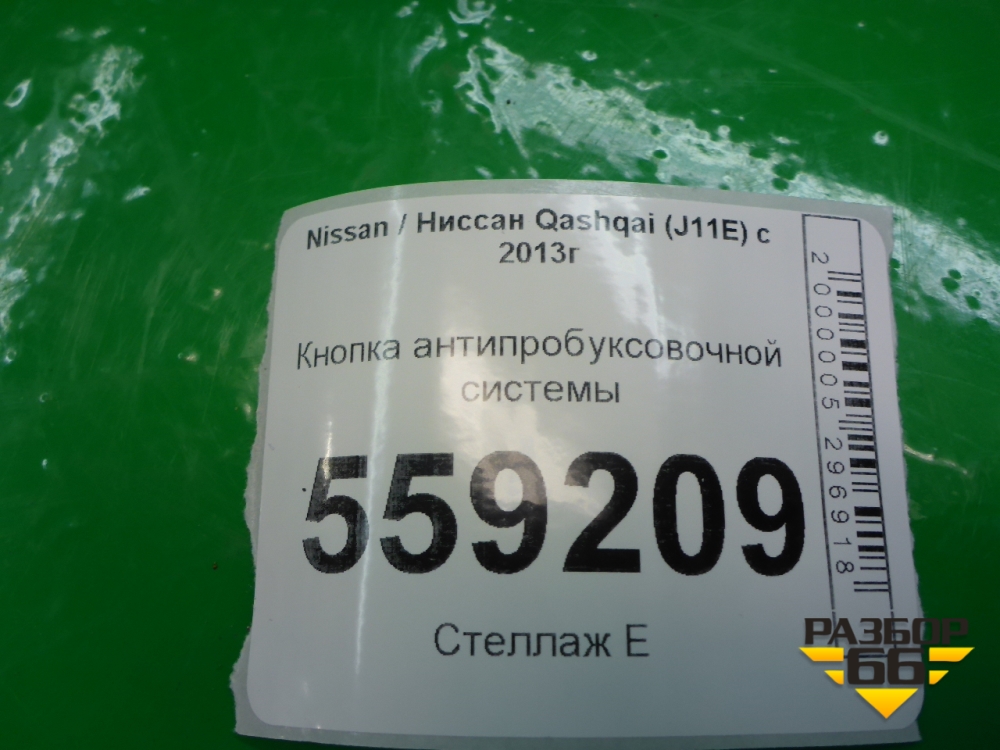 Nissan / Ниссан Qashqai (J11E) с
2013г
Кнопка антипробуксовочной
системы
559209
Стеллаж E
2000005296918
РАЗБОР
66